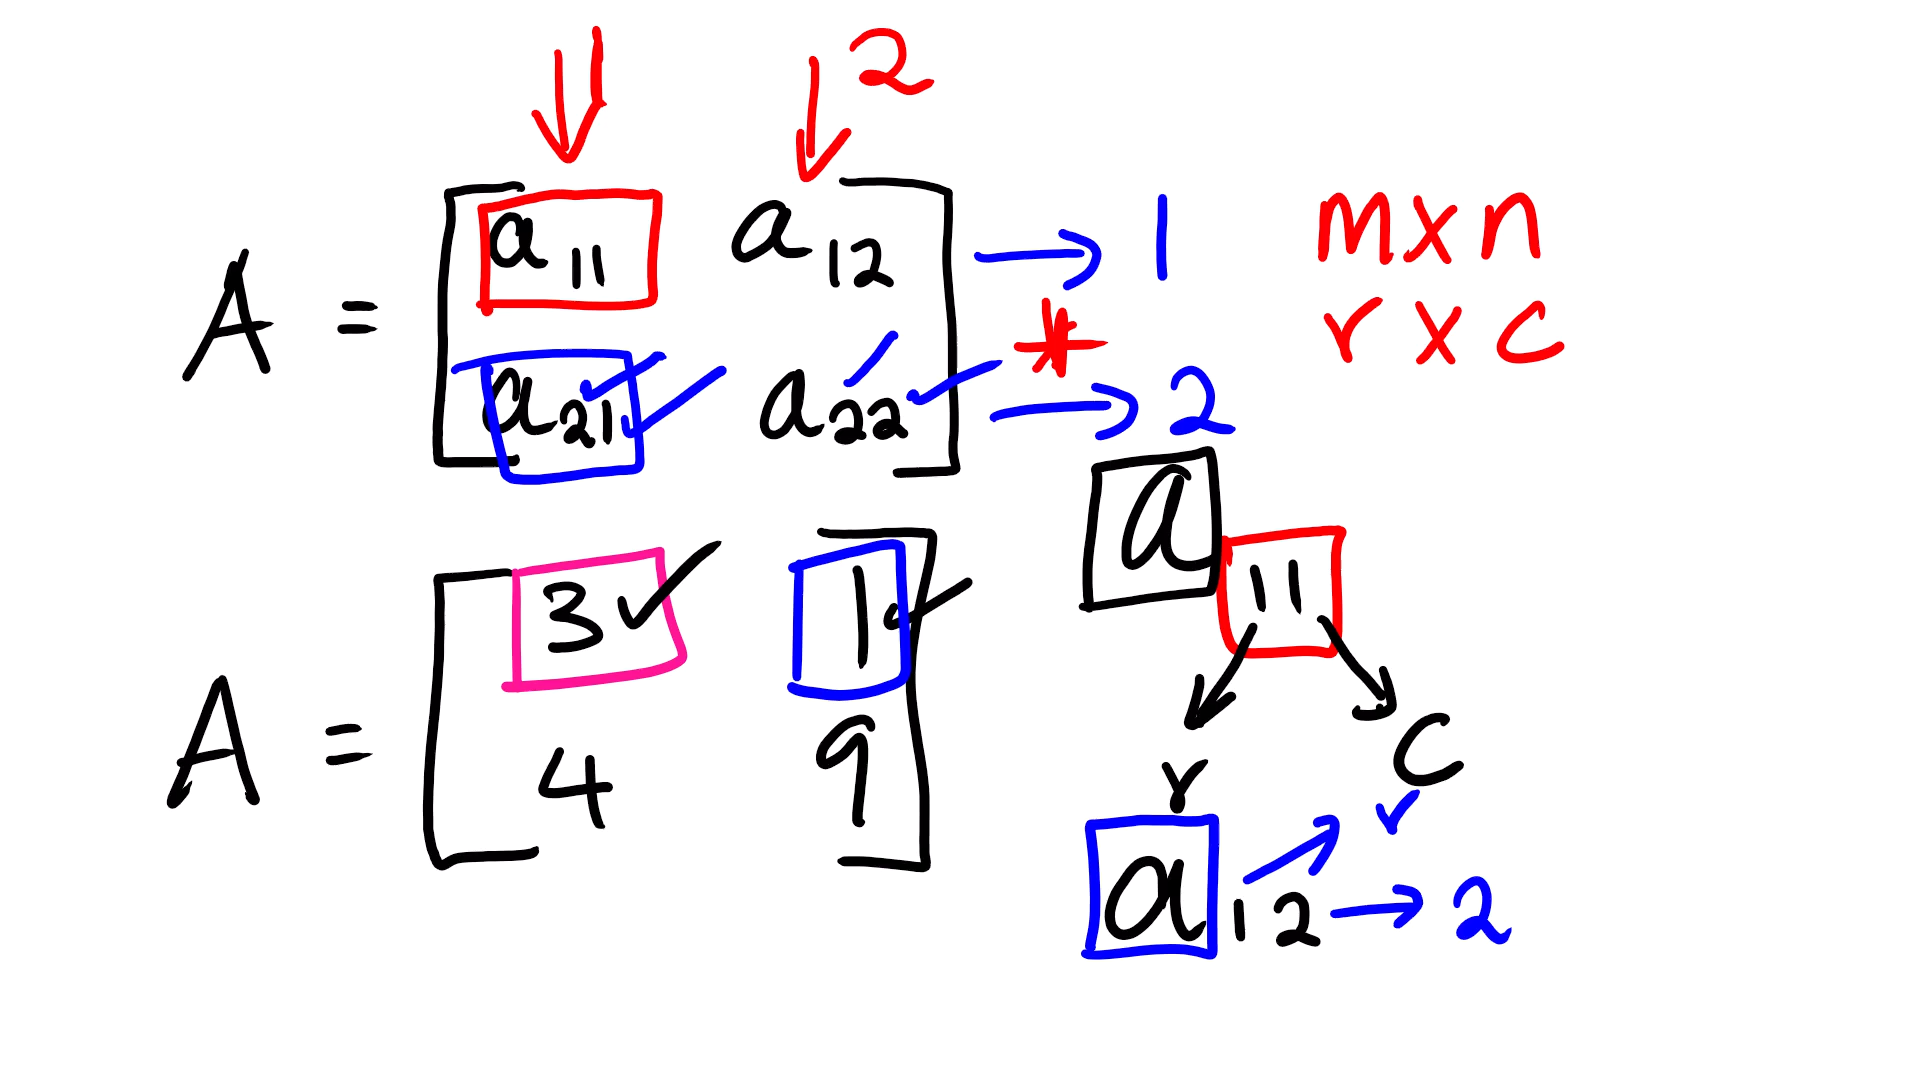 1 2
A = [ a11 a12 ] → 1
[ a21 a22 ] → 2
m x n
r x c
*
a11
r c
A = [ 3 1 ]
[ 4 9 ]
a12 → r
→ 2